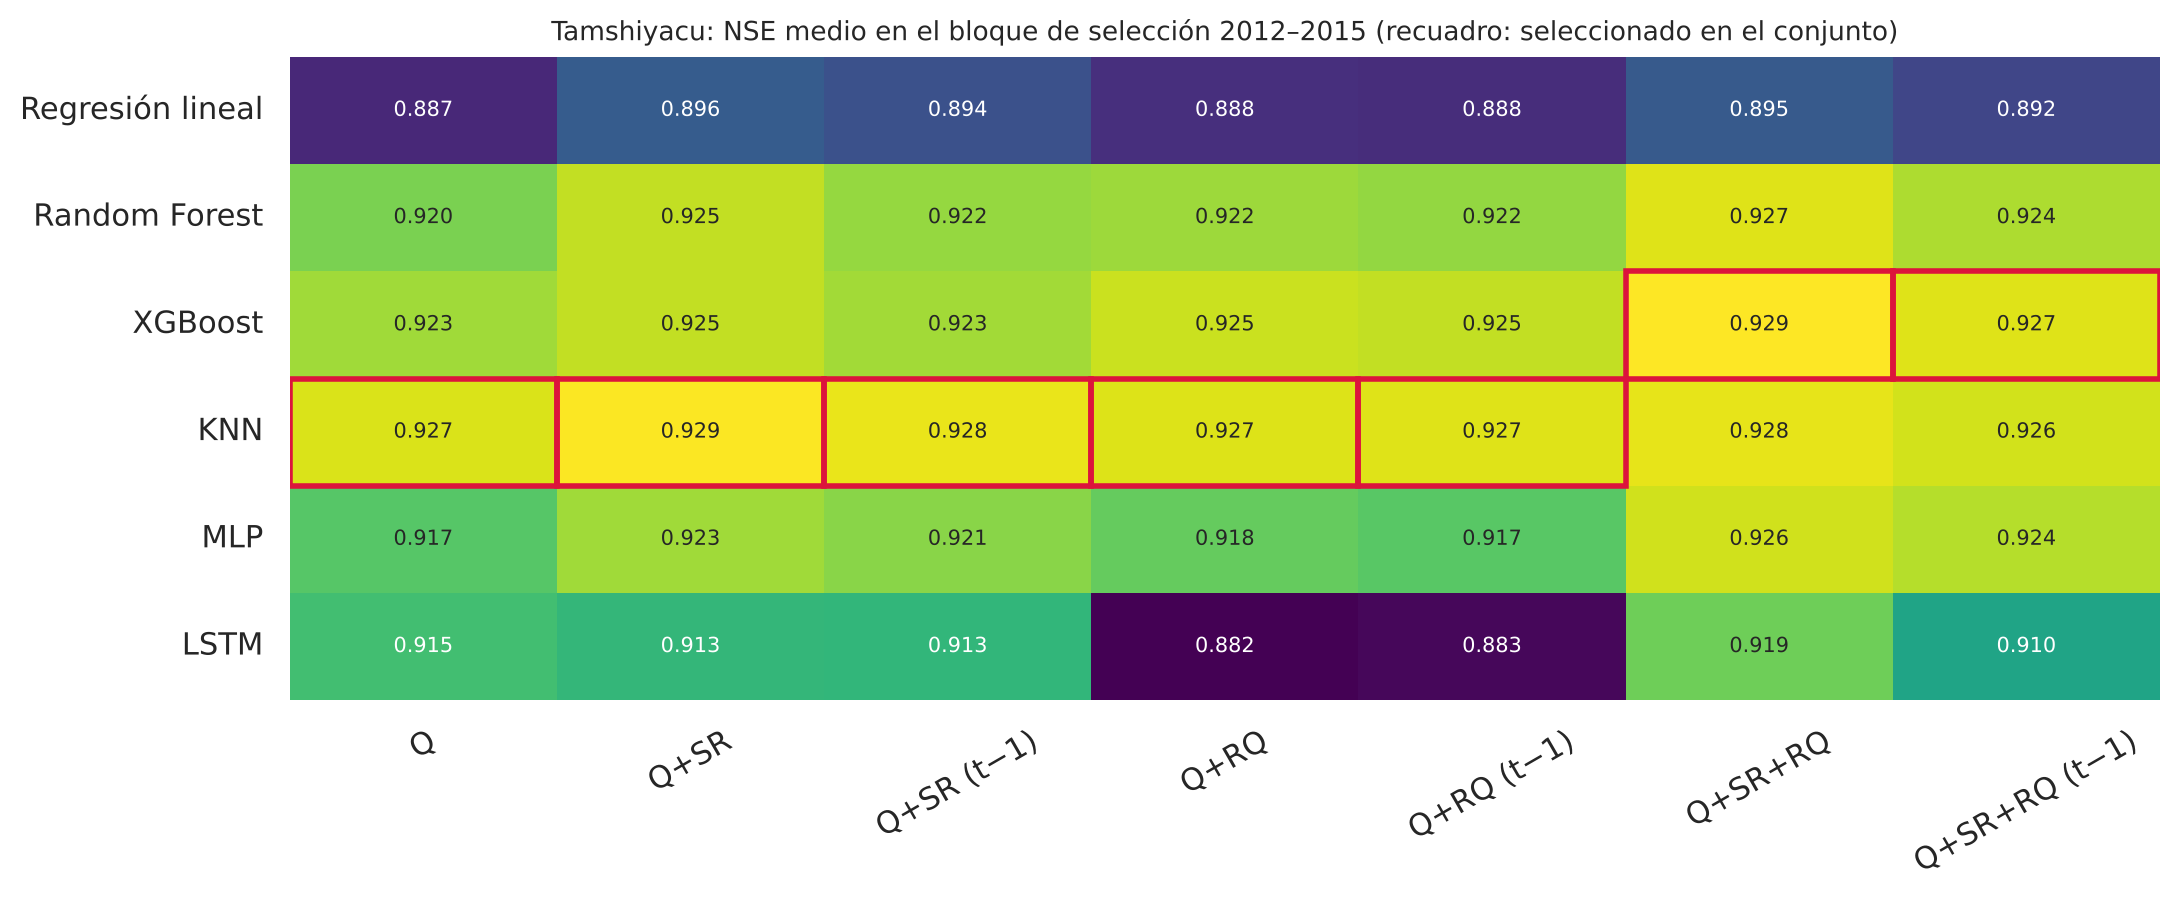 Tamshiyacu: NSE medio en el bloque de selección 2012–2015 (recuadro: seleccionado en el conjunto)
Regresión lineal 0.887 0.896 0.894 0.888 0.888 0.895 0.892
Random Forest 0.920 0.925 0.922 0.922 0.922 0.927 0.924
XGBoost 0.923 0.925 0.923 0.925 0.925 0.929 0.927
KNN 0.927 0.929 0.928 0.927 0.927 0.928 0.926
MLP 0.917 0.923 0.921 0.918 0.917 0.926 0.924
LSTM 0.915 0.913 0.913 0.882 0.883 0.919 0.910
Q Q+SR Q+SR (t−1) Q+RQ Q+RQ (t−1) Q+SR+RQ Q+SR+RQ (t−1)